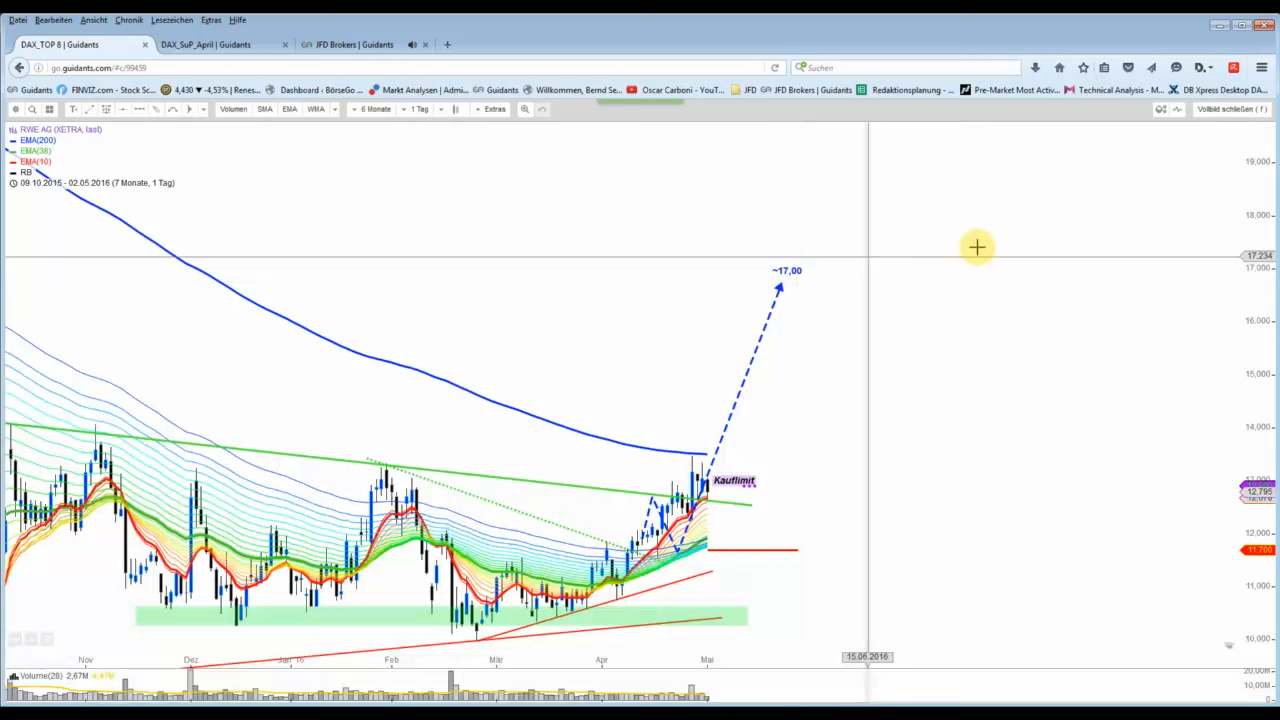 Datei Bearbeiten Ansicht Chronik Lesezeichen Extras Hilfe
DAX_TOP 8 | Guidants DAX_SuP_April | Guidants JFD Brokers | Guidants
go.guidants.com/#c/99459 Suchen
Guidants FINVIZ.com - Stock Sc... 4,430 ▼ -4,53% | Renes... Dashboard - BörseGo ... Markt Analysen | Admi... Guidants Willkommen, Bernd Se... Oscar Carboni - YouT... JFD JFD Brokers | Guidants Redaktionsplanung - ... Pre-Market Most Activ... Technical Analysis - M... DB Xpress Desktop DA...
Volumen SMA EMA WMA 6 Monate 1 Tag Extras Vollbild schließen ( f )
RWE AG (XETRA, last)
EMA(200)
EMA(38)
EMA(10)
RB
09.10.2015 - 02.05.2016 (7 Monate, 1 Tag)
19,000
18,000
17,234
17,000
~17,00
16,000
15,000
14,000
Kauflimit
12,795
12,000
11,700
11,000
10,000
Nov Dez Jan '16 Feb Mär Apr Mai 15.06.2016
Volume(28) 2,67M
20,00M
10,00M
0